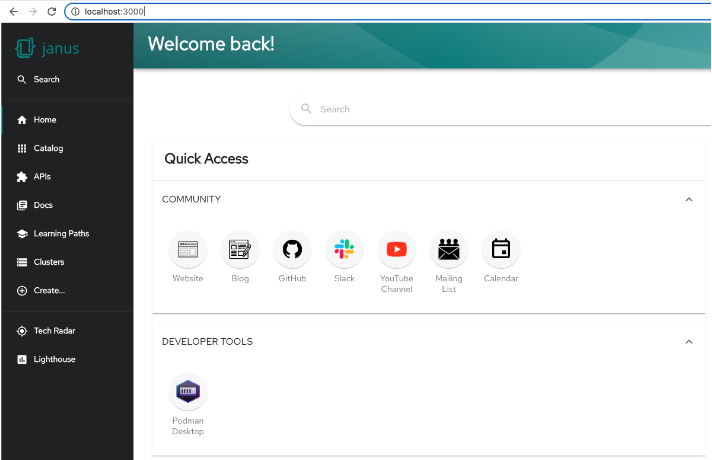 localhost:3000
janus
Welcome back!
Search
Home
Catalog
APIs
Docs
Learning Paths
Clusters
Create...
Tech Radar
Lighthouse
Search
Quick Access
COMMUNITY
Website
Blog
GitHub
Slack
YouTube
Channel
Mailing
List
Calendar
DEVELOPER TOOLS
Podman
Desktop